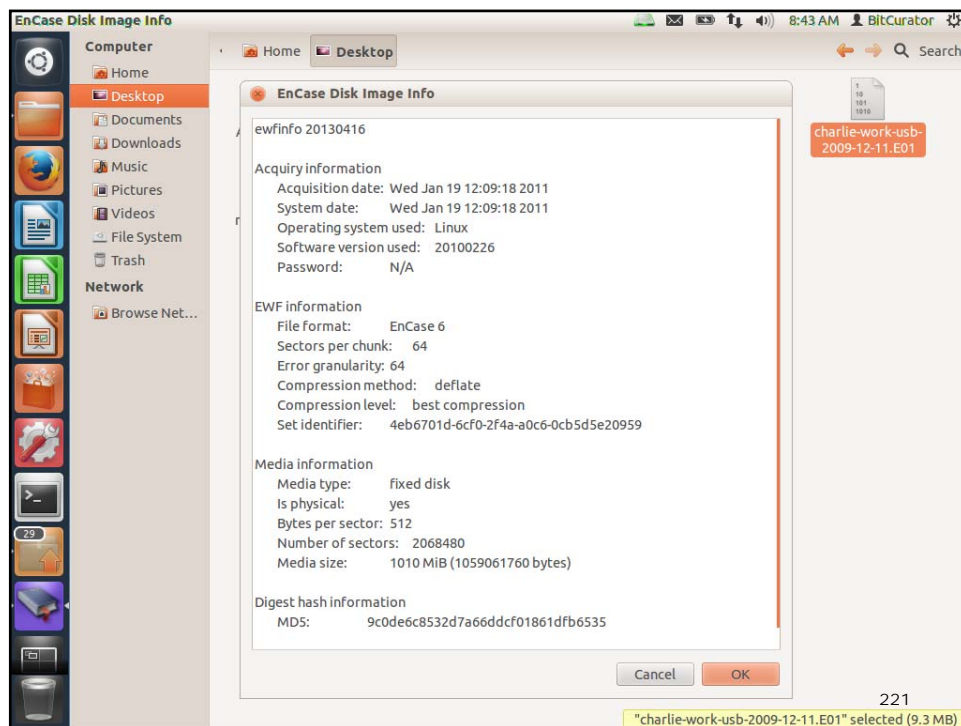 EnCase Disk Image Info
8:43 AM BitCurator
Computer
Home
Desktop
Documents
Downloads
Music
Pictures
Videos
File System
Trash
Network
Browse Net...
Home Desktop
Search
charlie-work-usb-
2009-12-11.E01
EnCase Disk Image Info
ewfinfo 20130416
Acquiry information
Acquisition date: Wed Jan 19 12:09:18 2011
System date: Wed Jan 19 12:09:18 2011
Operating system used: Linux
Software version used: 20100226
Password: N/A
EWF information
File format: EnCase 6
Sectors per chunk: 64
Error granularity: 64
Compression method: deflate
Compression level: best compression
Set identifier: 4eb6701d-6cf0-2f4a-a0c6-0cb5d5e20959
Media information
Media type: fixed disk
Is physical: yes
Bytes per sector: 512
Number of sectors: 2068480
Media size: 1010 MiB (1059061760 bytes)
Digest hash information
MD5: 9c0de6c8532d7a66ddcf01861dfb6535
Cancel OK
29
1
10
101
1010
221
"charlie-work-usb-2009-12-11.E01" selected (9.3 MB)